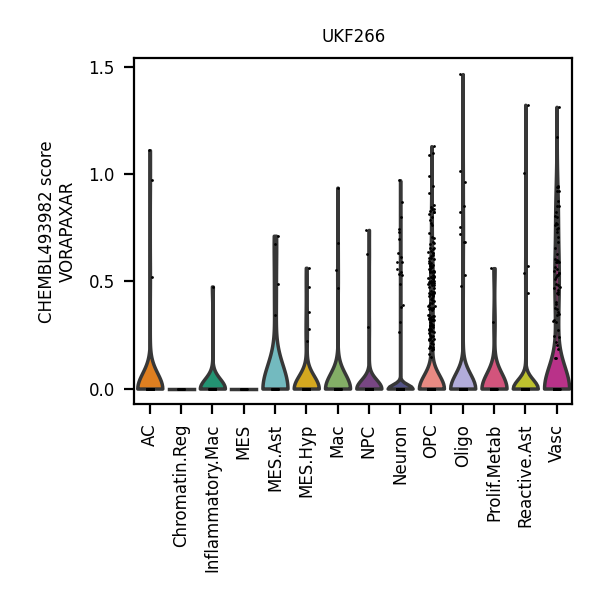 UKF266
CHEMBL493982 score
VORAPAXAR
1.5
1.0
0.5
0.0
AC
Chromatin.Reg
Inflammatory.Mac
MES
MES.Ast
MES.Hyp
Mac
NPC
Neuron
OPC
Oligo
Prolif.Metab
Reactive.Ast
Vasc